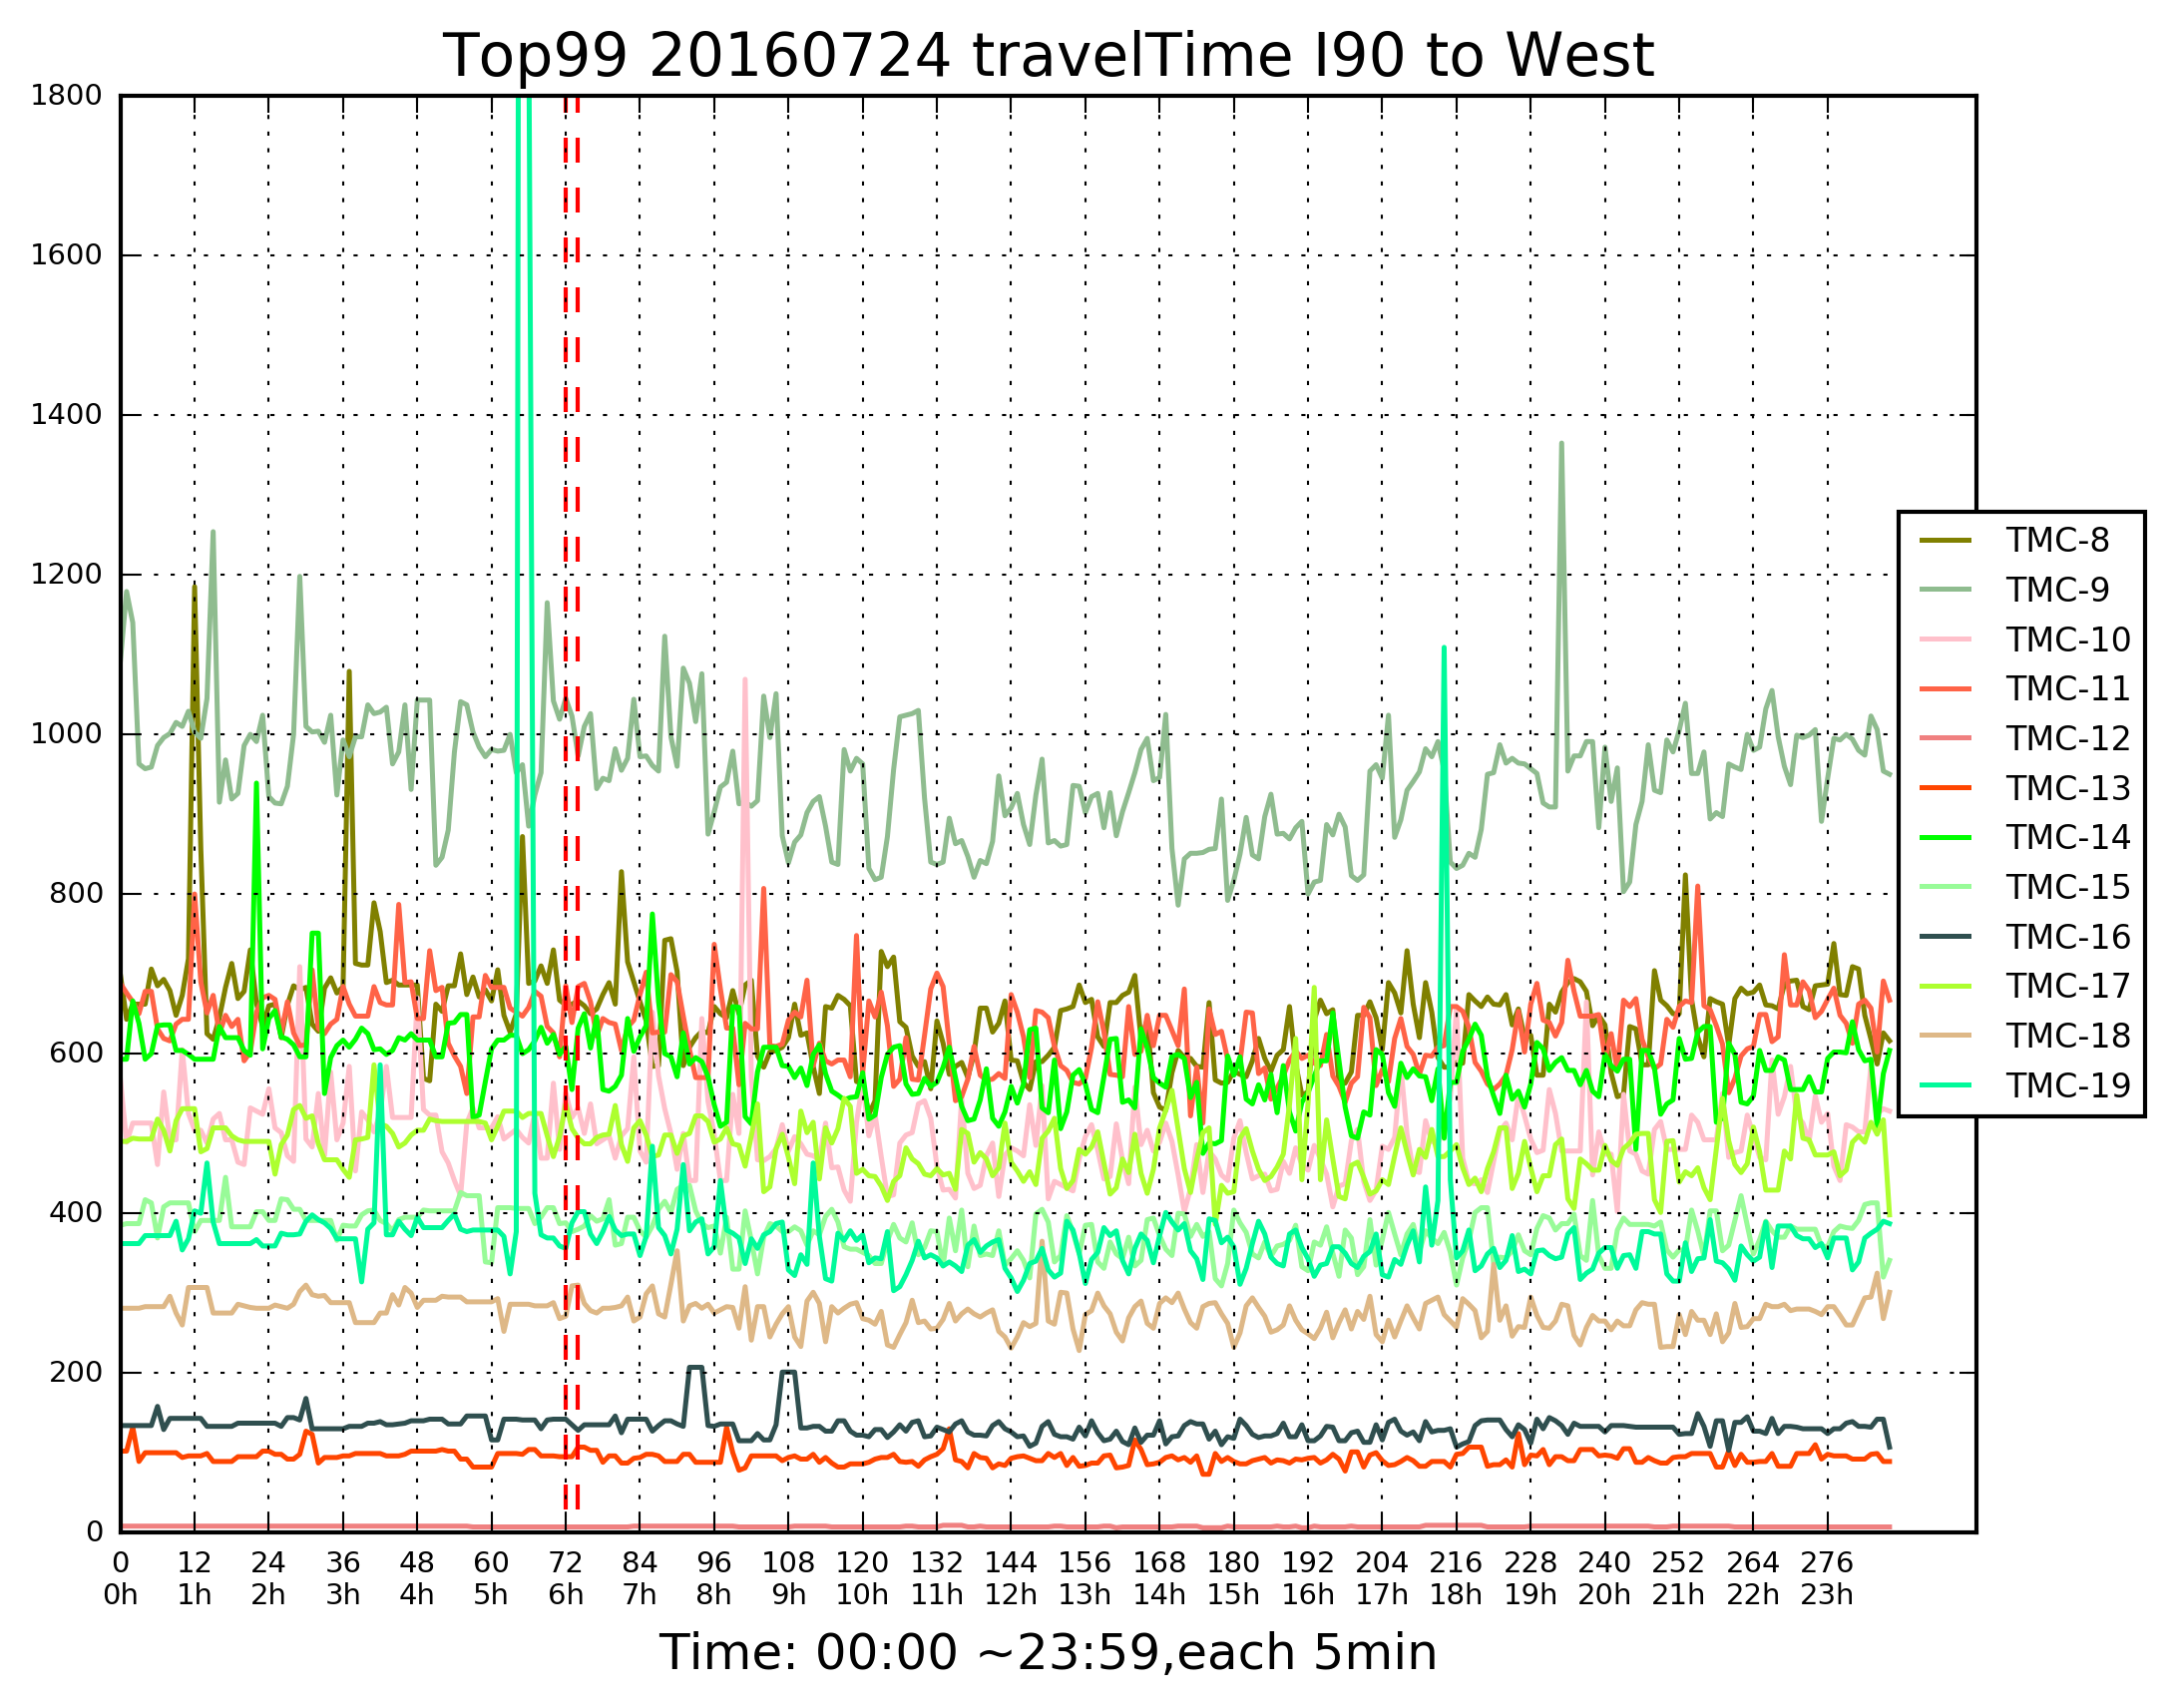 Top99 20160724 travelTime I90 to West
1800
1600
1400
1200
1000
800
600
400
200
0
TMC-8
TMC-9
TMC-10
TMC-11
TMC-12
TMC-13
TMC-14
TMC-15
TMC-16
TMC-17
TMC-18
TMC-19
0 12 24 36 48 60 72 84 96 108 120 132 144 156 168 180 192 204 216 228 240 252 264 276
0h 1h 2h 3h 4h 5h 6h 7h 8h 9h 10h 11h 12h 13h 14h 15h 16h 17h 18h 19h 20h 21h 22h 23h
Time: 00:00 ~23:59,each 5min